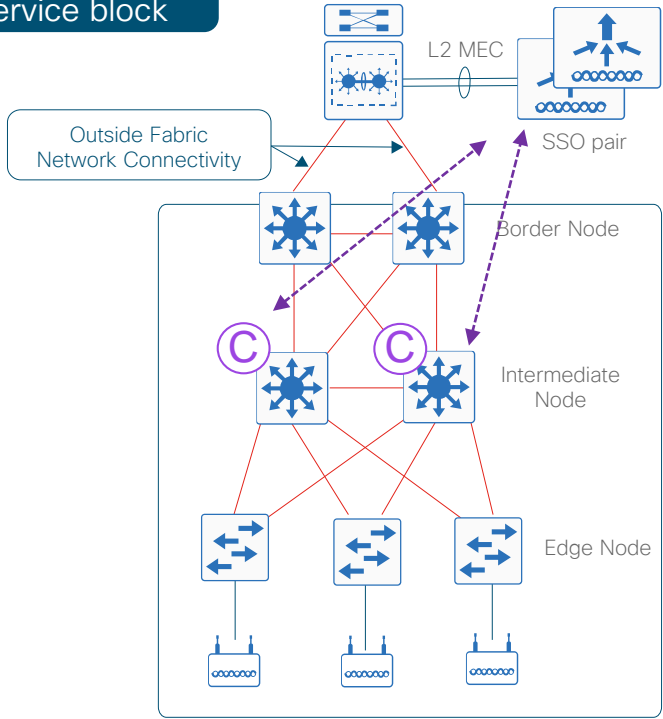 ervice block
L2 MEC
SSO pair
Outside Fabric
Network Connectivity
Border Node
C
C
Intermediate
Node
Edge Node